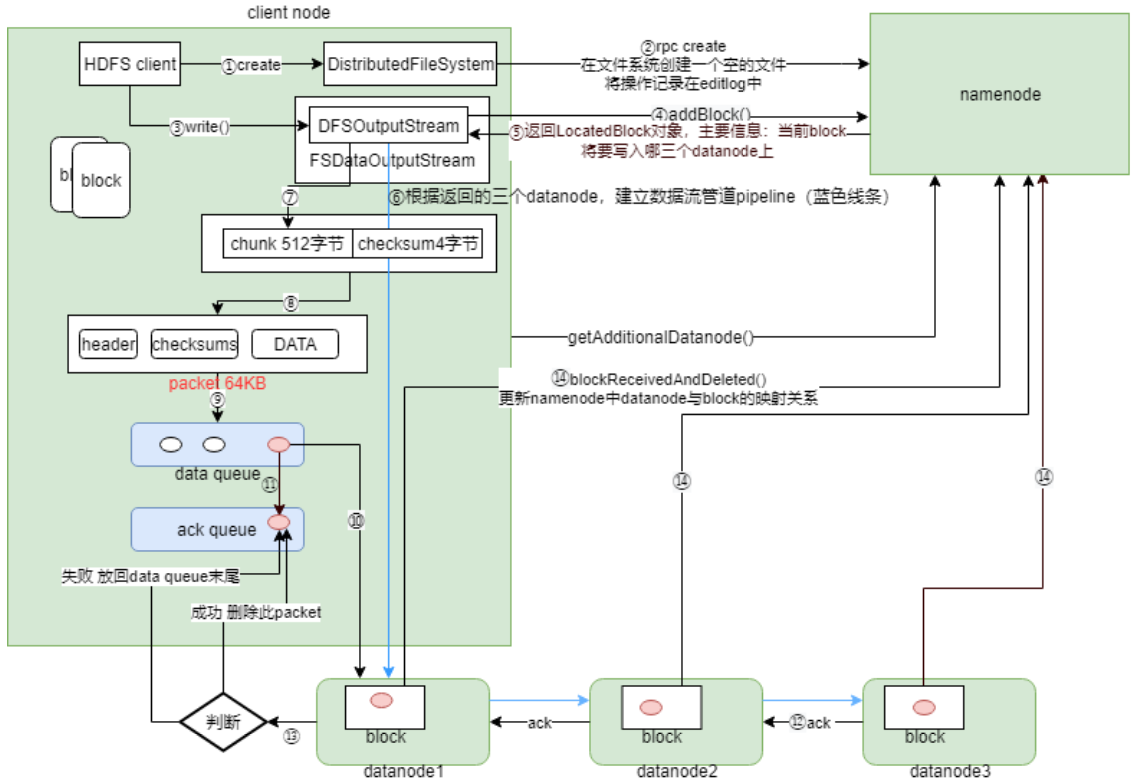 client node
HDFS client
①create
DistributedFileSystem
②rpc create
在文件系统创建一个空的文件
将操作记录在editlog中
namenode
③write()
DFSOutputStream
FSDataOutputStream
④addBlock()
⑤返回LocatedBlock对象，主要信息：当前block
将要写入哪三个datanode上
bl
block
⑥根据返回的三个datanode，建立数据流管道pipeline（蓝色线条）
⑦
chunk 512字节
checksum4字节
⑧
header
checksums
DATA
packet 64KB
getAdditionalDatanode()
⑨
⑭blockReceivedAndDeleted()
更新namenode中datanode与block的映射关系
data queue
⑪
⑩
⑭
⑭
ack queue
失败 放回data queue末尾
成功 删除此packet
判断
⑬
block
datanode1
ack
block
datanode2
⑫ack
block
datanode3